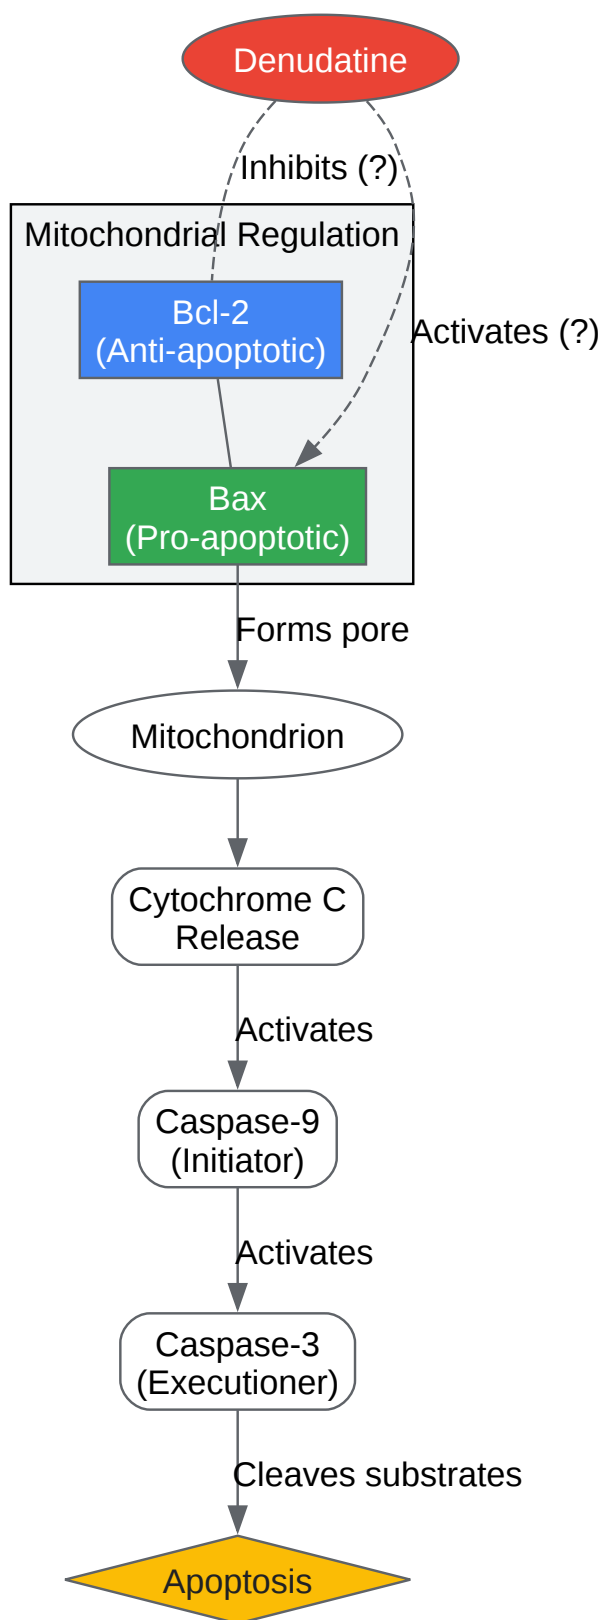 Denudatine
Inhibits (?)
Mitochondrial Regulation
Bcl-2
(Anti-apoptotic)
Activates (?)
Bax
(Pro-apoptotic)
Forms pore
Mitochondrion
Cytochrome C
Release
Activates
Caspase-9
(Initiator)
Activates
Caspase-3
(Executioner)
Cleaves substrates
Apoptosis